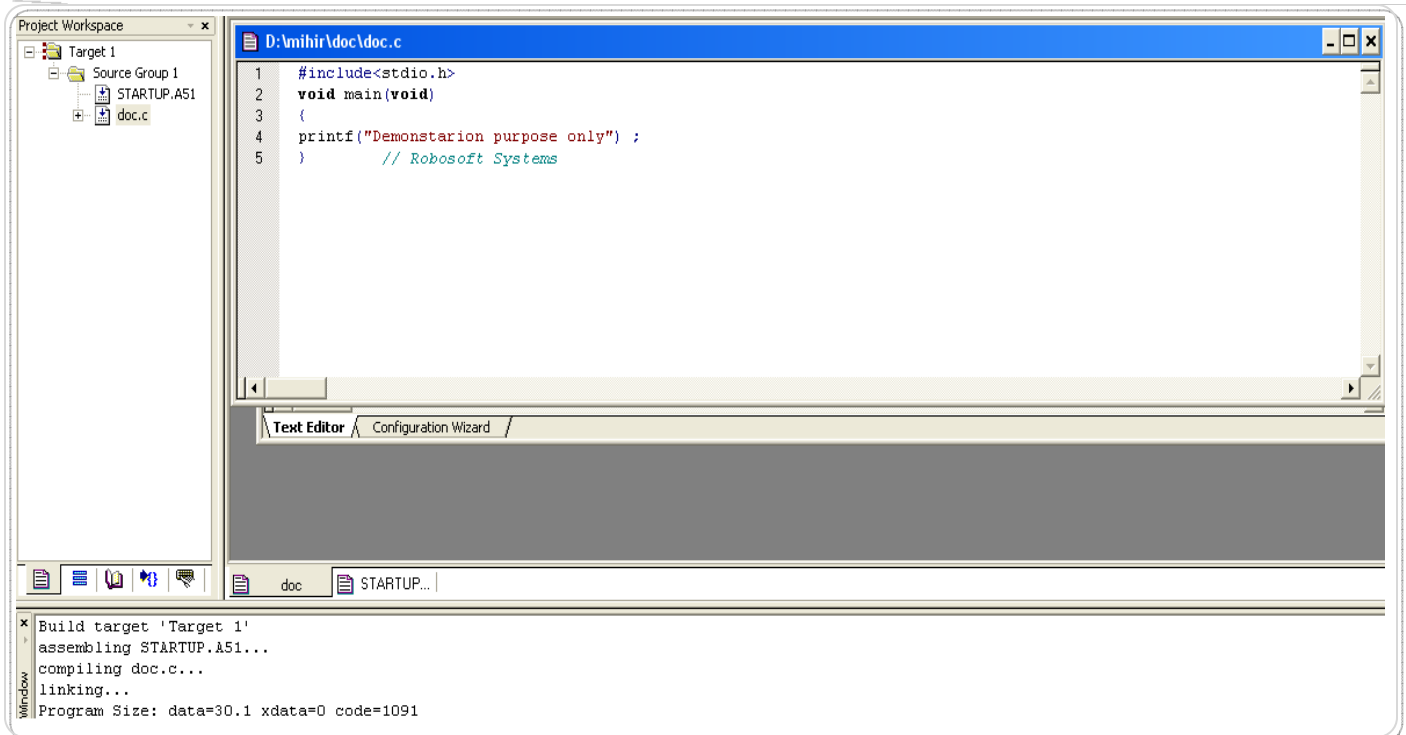 Project Workspace
Target 1
Source Group 1
STARTUP.A51
doc.c
D:\mihir\doc\doc.c
1 #include<stdio.h>
2 void main(void)
3 {
4 printf("Demonstarion purpose only") ;
5 } // Robosoft Systems
Text Editor Configuration Wizard
doc STARTUP...
Build target 'Target 1'
assembling STARTUP.A51...
compiling doc.c...
linking...
Program Size: data=30.1 xdata=0 code=1091
Window